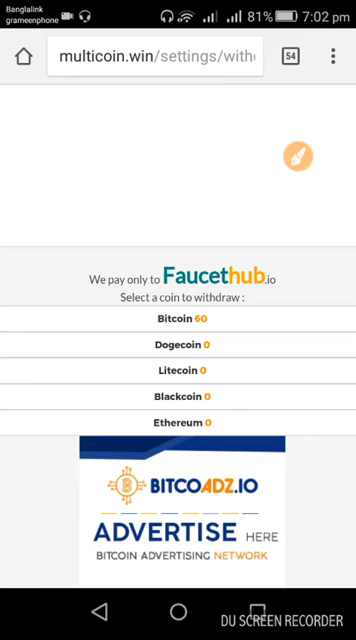 Banglalink
grameenphone
81%
7:02 pm
multicoin.win/settings/with
54
We pay only to Faucethub.io
Select a coin to withdraw :
Bitcoin 60
Dogecoin 0
Litecoin 0
Blackcoin 0
Ethereum 0
BITCOADZ.IO
ADVERTISE HERE
BITCOIN ADVERTISING NETWORK
DU SCREEN RECORDER